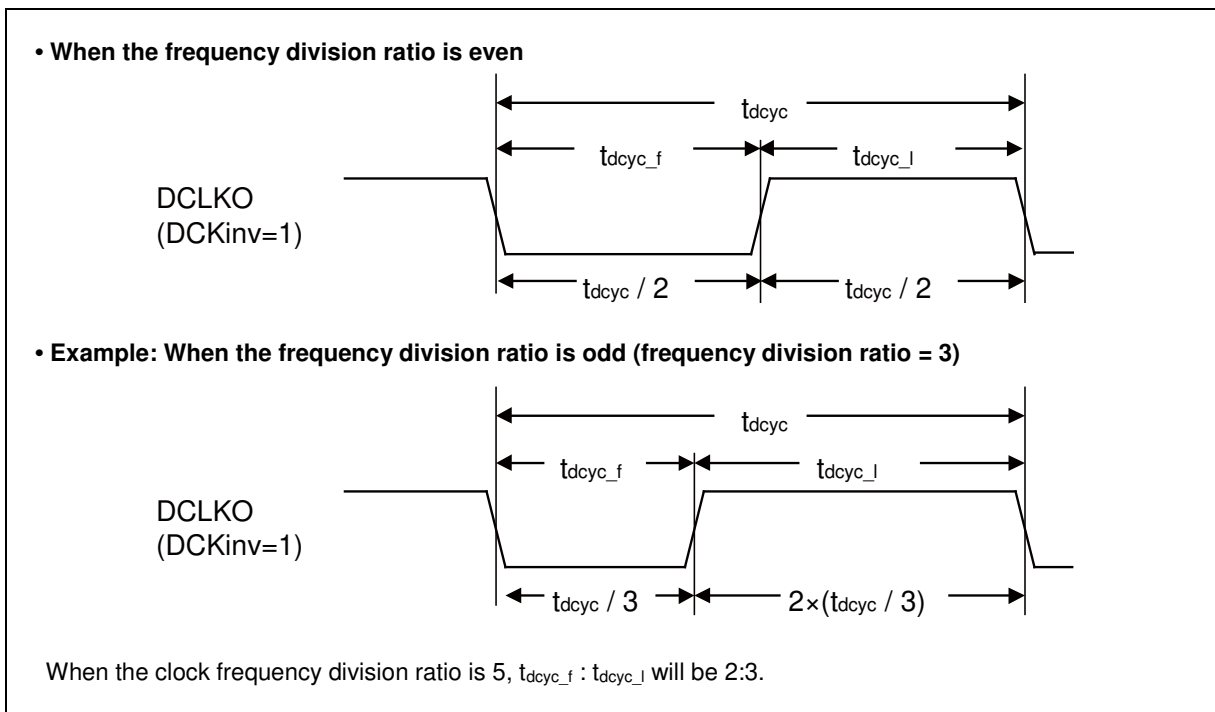 • When the frequency division ratio is even
tdcyc
tdcyc_f
tdcyc_l
DCLKO
(DCKinv=1)
tdcyc / 2
tdcyc / 2
• Example: When the frequency division ratio is odd (frequency division ratio = 3)
tdcyc
tdcyc_f
tdcyc_l
DCLKO
(DCKinv=1)
tdcyc / 3
2×(tdcyc / 3)
When the clock frequency division ratio is 5, tdcyc_f : tdcyc_l will be 2:3.